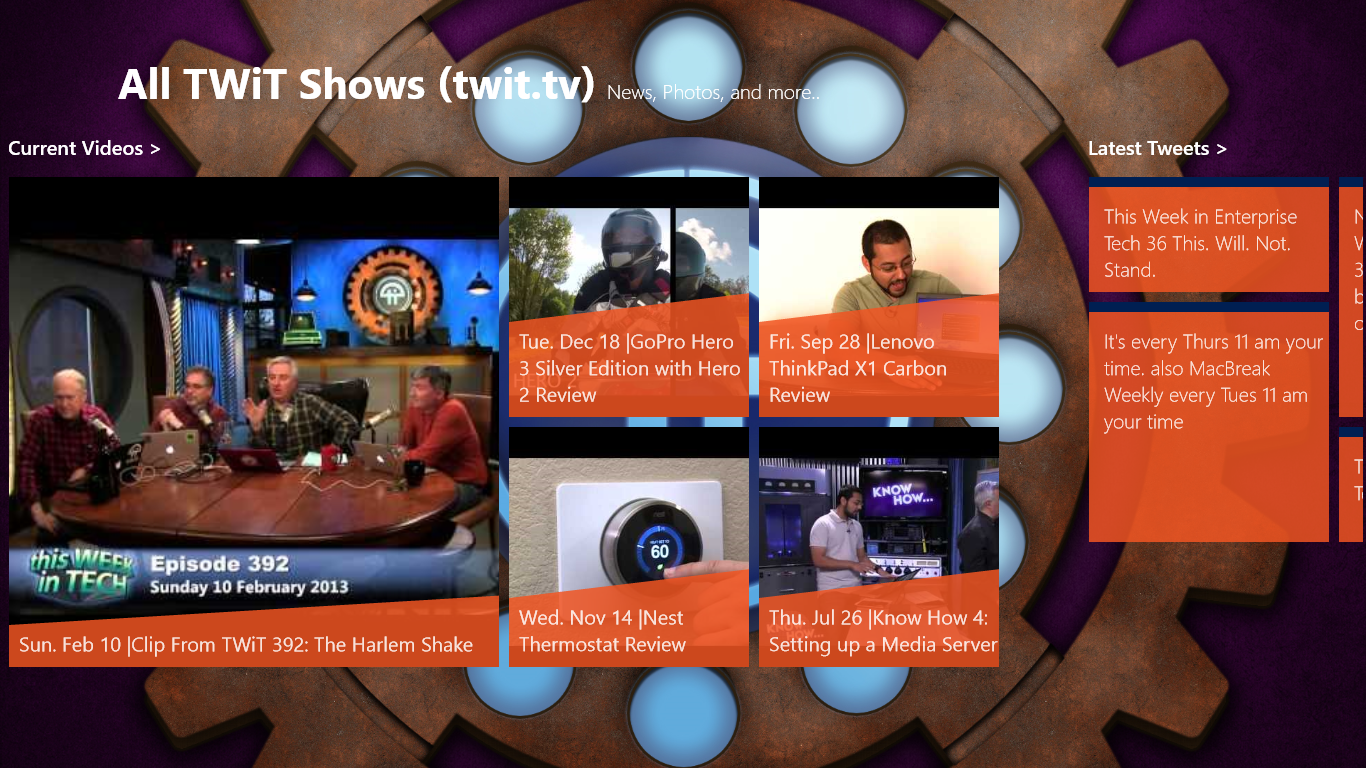 All TWiT Shows (twit.tv) News, Photos, and more..
Current Videos >
this WEEK
in TECH
Episode 392
Sunday 10 February 2013
Sun. Feb 10 |Clip From TWiT 392: The Harlem Shake
Tue. Dec 18 |GoPro Hero
3 Silver Edition with Hero
2 Review
HERO 2
Fri. Sep 28 |Lenovo
ThinkPad X1 Carbon
Review
60
Wed. Nov 14 |Nest
Thermostat Review
KNOW
HOW...
KNOW
HOW...
Thu. Jul 26 |Know How 4:
Setting up a Media Server
Latest Tweets >
This Week in Enterprise
Tech 36 This. Will. Not.
Stand.
It's every Thurs 11 am your
time. also MacBreak
Weekly every Tues 11 am
your time